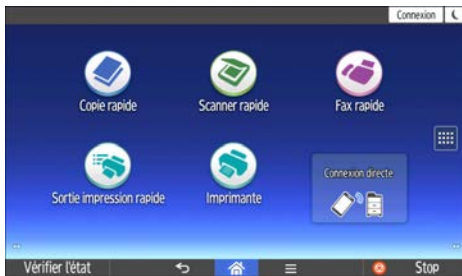 Connexion
Copie rapide
Scanner rapide
Fax rapide
Sortie impression rapide
Imprimante
Connexion directe
Vérifier l'état
Stop